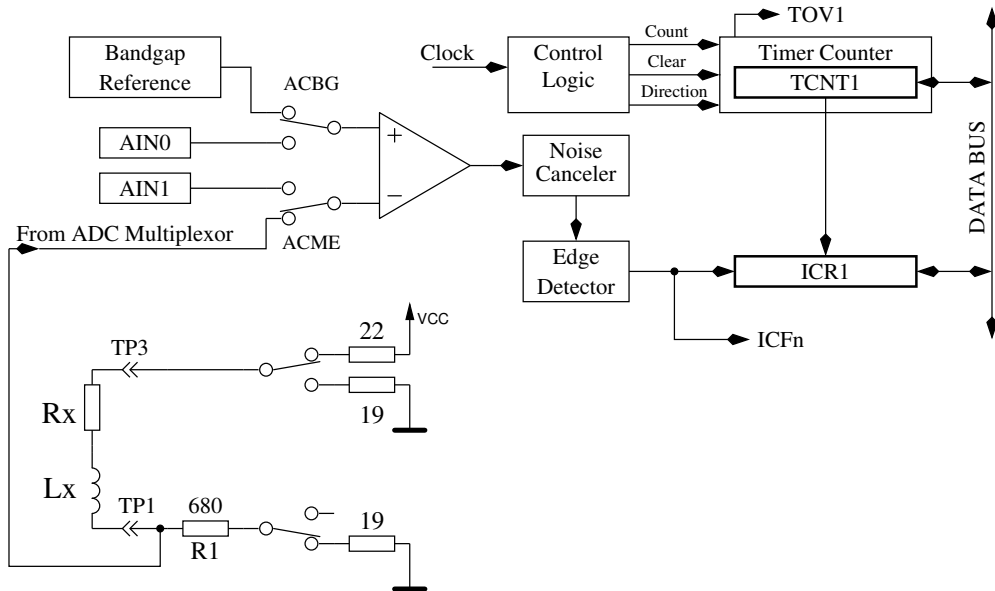 TOV1
Bandgap
Reference
ACBG
Clock
Control
Logic
Count
Clear
Direction
Timer Counter
TCNT1
AIN0
AIN1
+
−
Noise
Canceler
DATA BUS
From ADC Multiplexor
ACME
Edge
Detector
ICR1
ICFn
VCC
22
TP3
19
Rx
Lx
TP1
680
R1
19